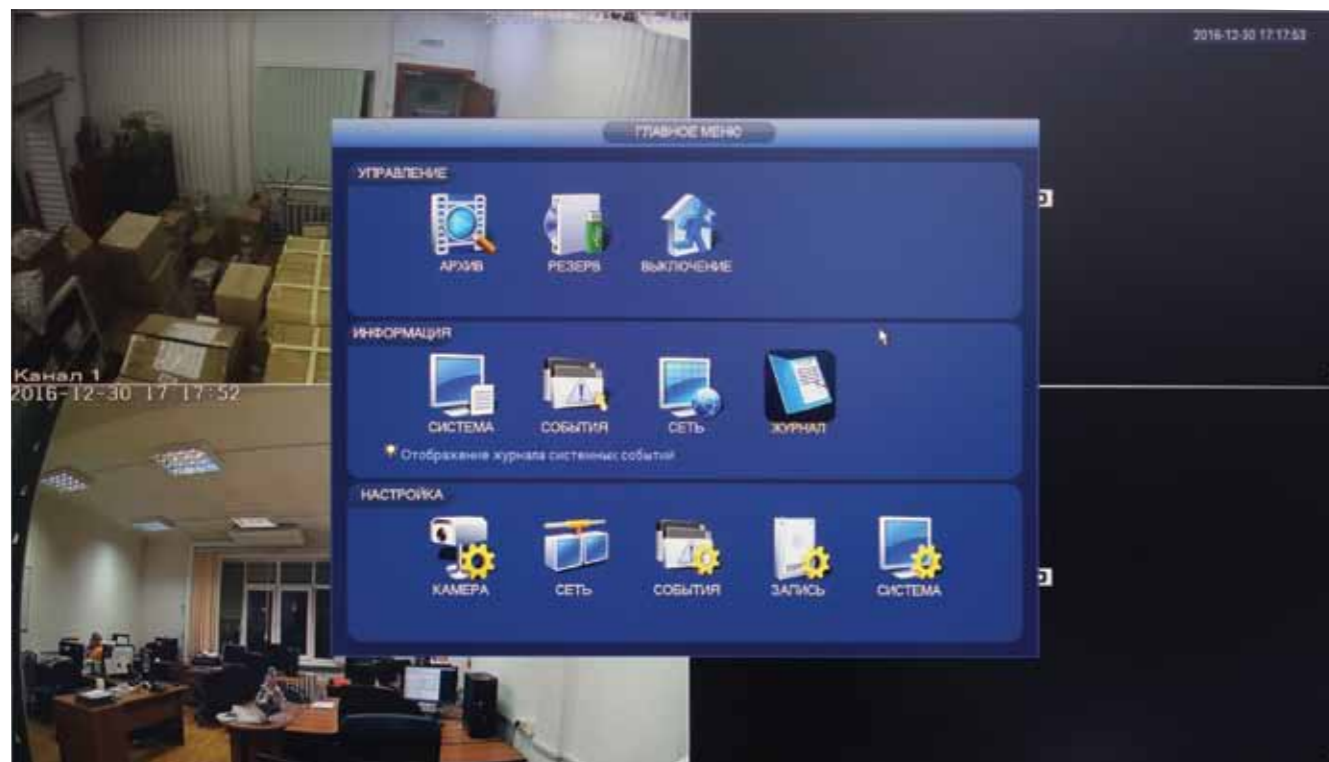 2016-12-30 17:17:53
ГЛАВНОЕ МЕНЮ
УПРАВЛЕНИЕ
АРХИВ РЕЗЕРВ ВЫКЛЮЧЕНИЕ
ИНФОРМАЦИЯ
СИСТЕМА СОБЫТИЯ СЕТЬ ЖУРНАЛ
Отображение журнала системных событий
НАСТРОЙКА
КАМЕРА СЕТЬ СОБЫТИЯ ЗАПИСЬ СИСТЕМА
Канал 1
2016-12-30 17:17:52